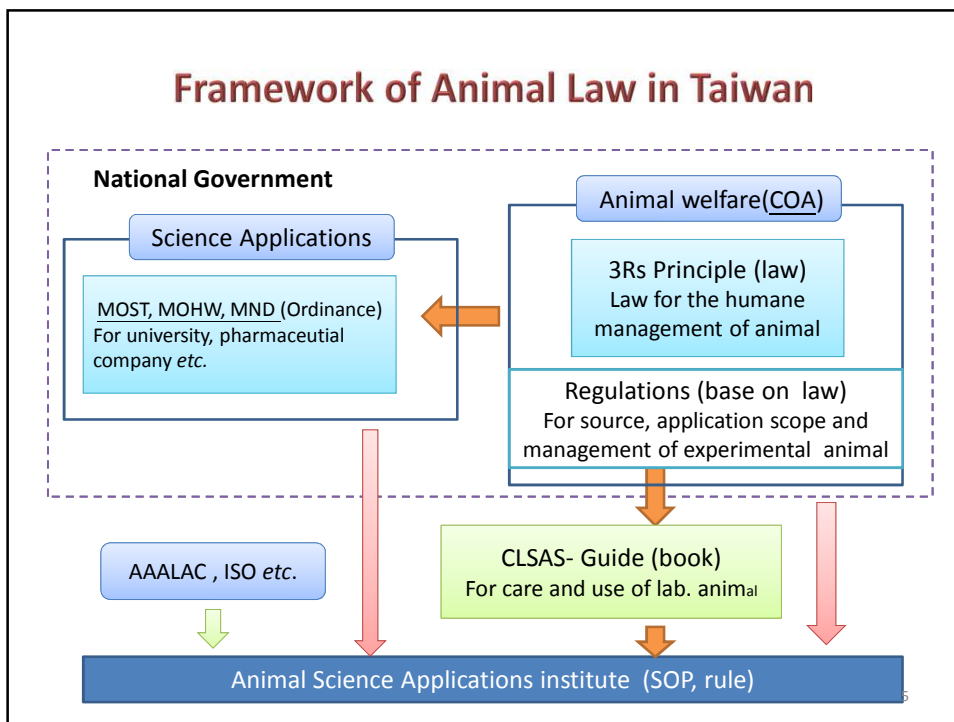 Framework of Animal Law in Taiwan
National Government
Animal welfare(COA)
Science Applications
3Rs Principle (law)
Law for the humane
management of animal
MOST, MOHW, MND (Ordinance)
For university, pharmaceutial
company etc.
Regulations (base on law)
For source, application scope and
management of experimental animal
CLSAS- Guide (book)
For care and use of lab. animal
AAALAC , ISO etc.
Animal Science Applications institute (SOP, rule)
5